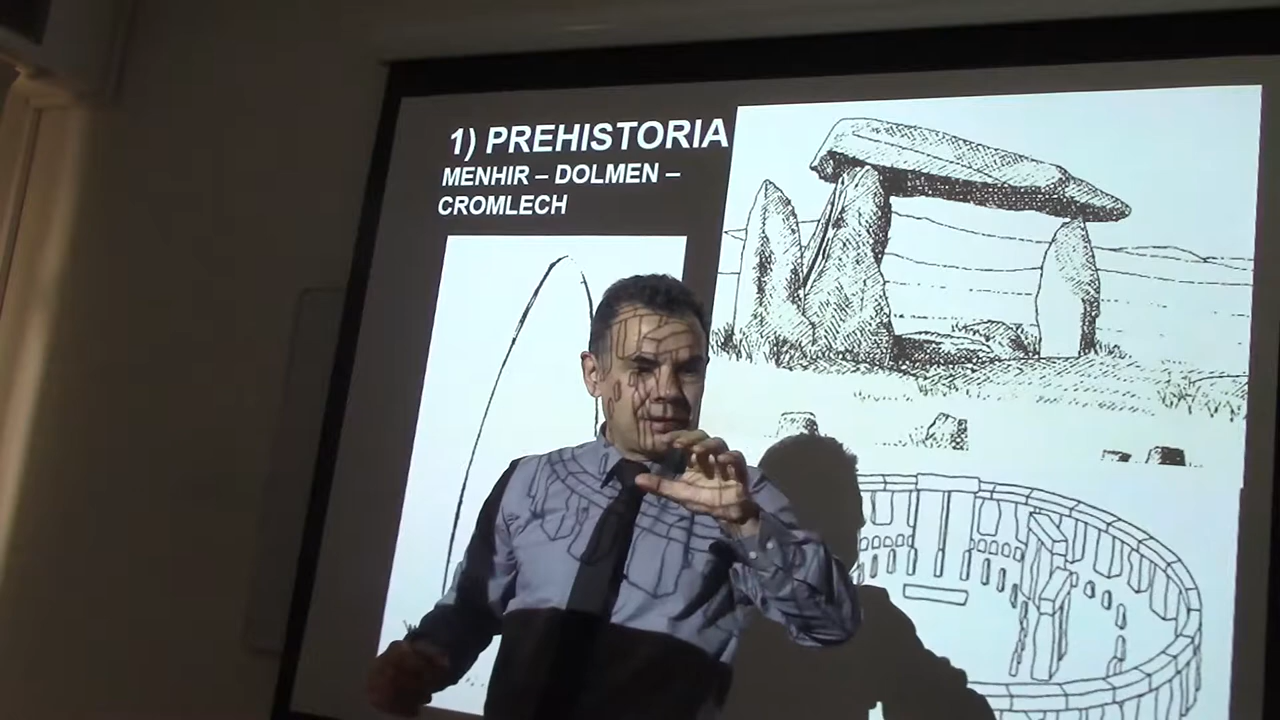 1) PREHISTORIA
MENHIR – DOLMEN –
CROMLECH